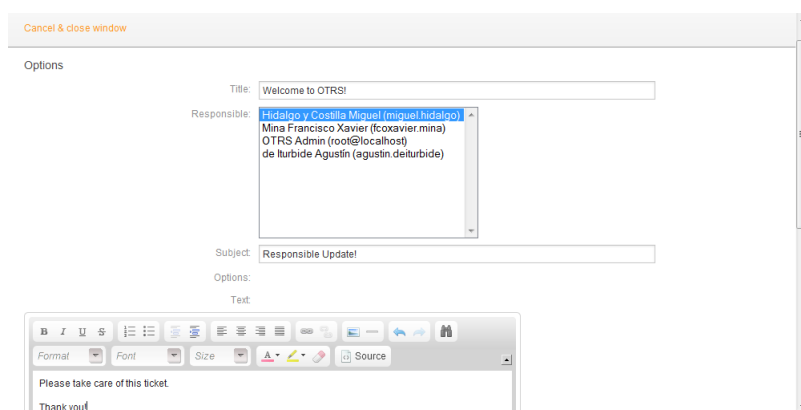 Cancel & close window
Options
Title: Welcome to OTRS!
Responsible: Hidalgo y Costilla Miguel (miguel.hidalgo)
Mina Francisco Xavier (fcoxavier.mina)
OTRS Admin (root@localhost)
de Iturbide Agustín (agustin.deiturbide)
Subject: Responsible Update!
Options:
Text:
B I U S
Format Font Size A Source
Please take care of this ticket.
Thank you!